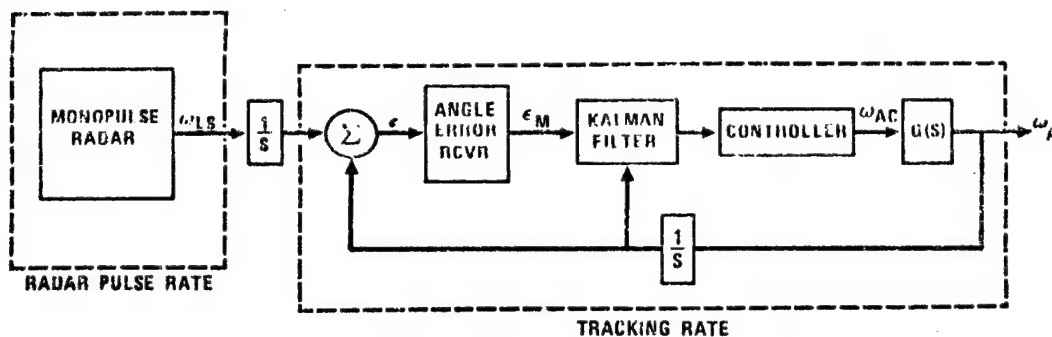 MONOPULSE
RADAR
ωLS
1
S
Σ
ϵ
ANGLE
ERROR
RCVR
ϵM
KALMAN
FILTER
CONTROLLER
ωAC
G(S)
1
S
RADAR PULSE RATE
TRACKING RATE